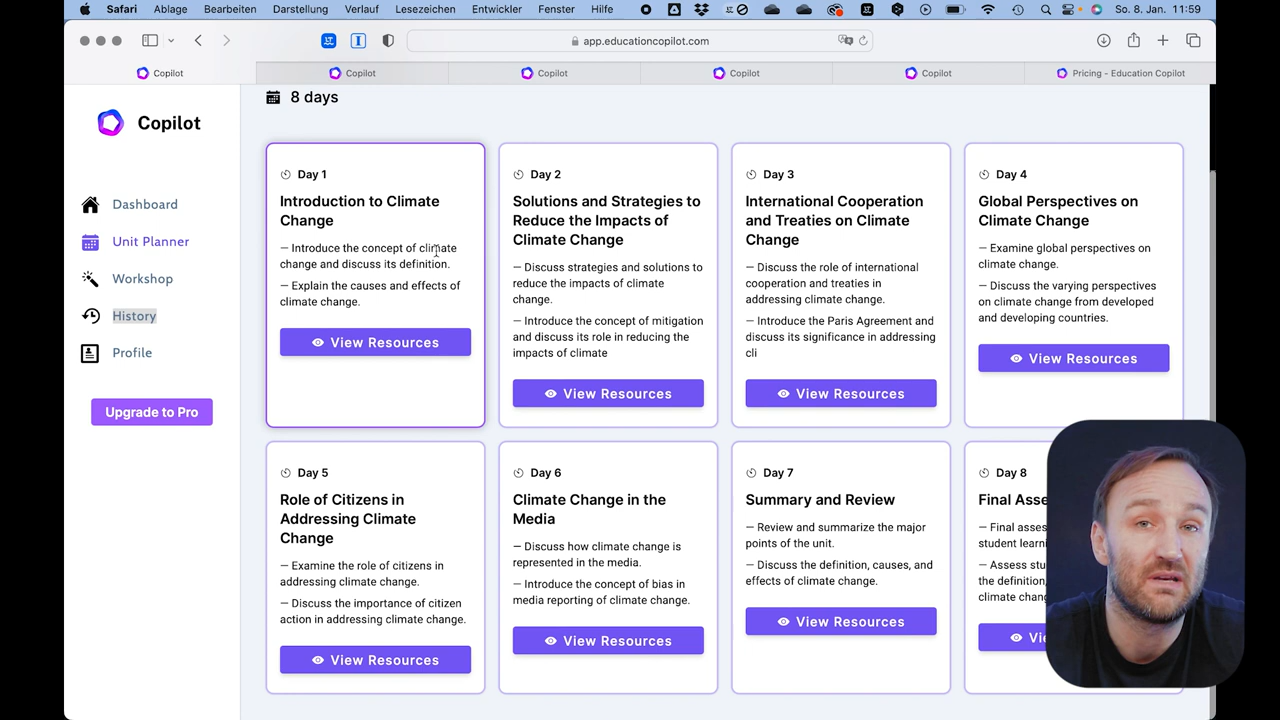 Safari Ablage Bearbeiten Darstellung Verlauf Lesezeichen Entwickler Fenster Hilfe So. 8. Jan. 11:59
app.educationcopilot.com
Copilot Copilot Copilot Copilot Copilot Pricing - Education Copilot
Copilot
Dashboard
Unit Planner
Workshop
History
Profile
Upgrade to Pro
8 days
Day 1
Introduction to Climate
Change
– Introduce the concept of climate
change and discuss its definition.
– Explain the causes and effects of
climate change.
View Resources
Day 2
Solutions and Strategies to
Reduce the Impacts of
Climate Change
– Discuss strategies and solutions to
reduce the impacts of climate
change.
– Introduce the concept of mitigation
and discuss its role in reducing the
impacts of climate
View Resources
Day 3
International Cooperation
and Treaties on Climate
Change
– Discuss the role of international
cooperation and treaties in
addressing climate change.
– Introduce the Paris Agreement and
discuss its significance in addressing
cli
View Resources
Day 4
Global Perspectives on
Climate Change
– Examine global perspectives on
climate change.
– Discuss the varying perspectives
on climate change from developed
and developing countries.
View Resources
Day 5
Role of Citizens in
Addressing Climate
Change
– Examine the role of citizens in
addressing climate change.
– Discuss the importance of citizen
action in addressing climate change.
View Resources
Day 6
Climate Change in the
Media
– Discuss how climate change is
represented in the media.
– Introduce the concept of bias in
media reporting of climate change.
View Resources
Day 7
Summary and Review
– Review and summarize the major
points of the unit.
– Discuss the definition, causes, and
effects of climate change.
View Resources
Day 8
Final Asse
– Final asses
student learni
– Assess stu
the definition,
climate chang
Vi